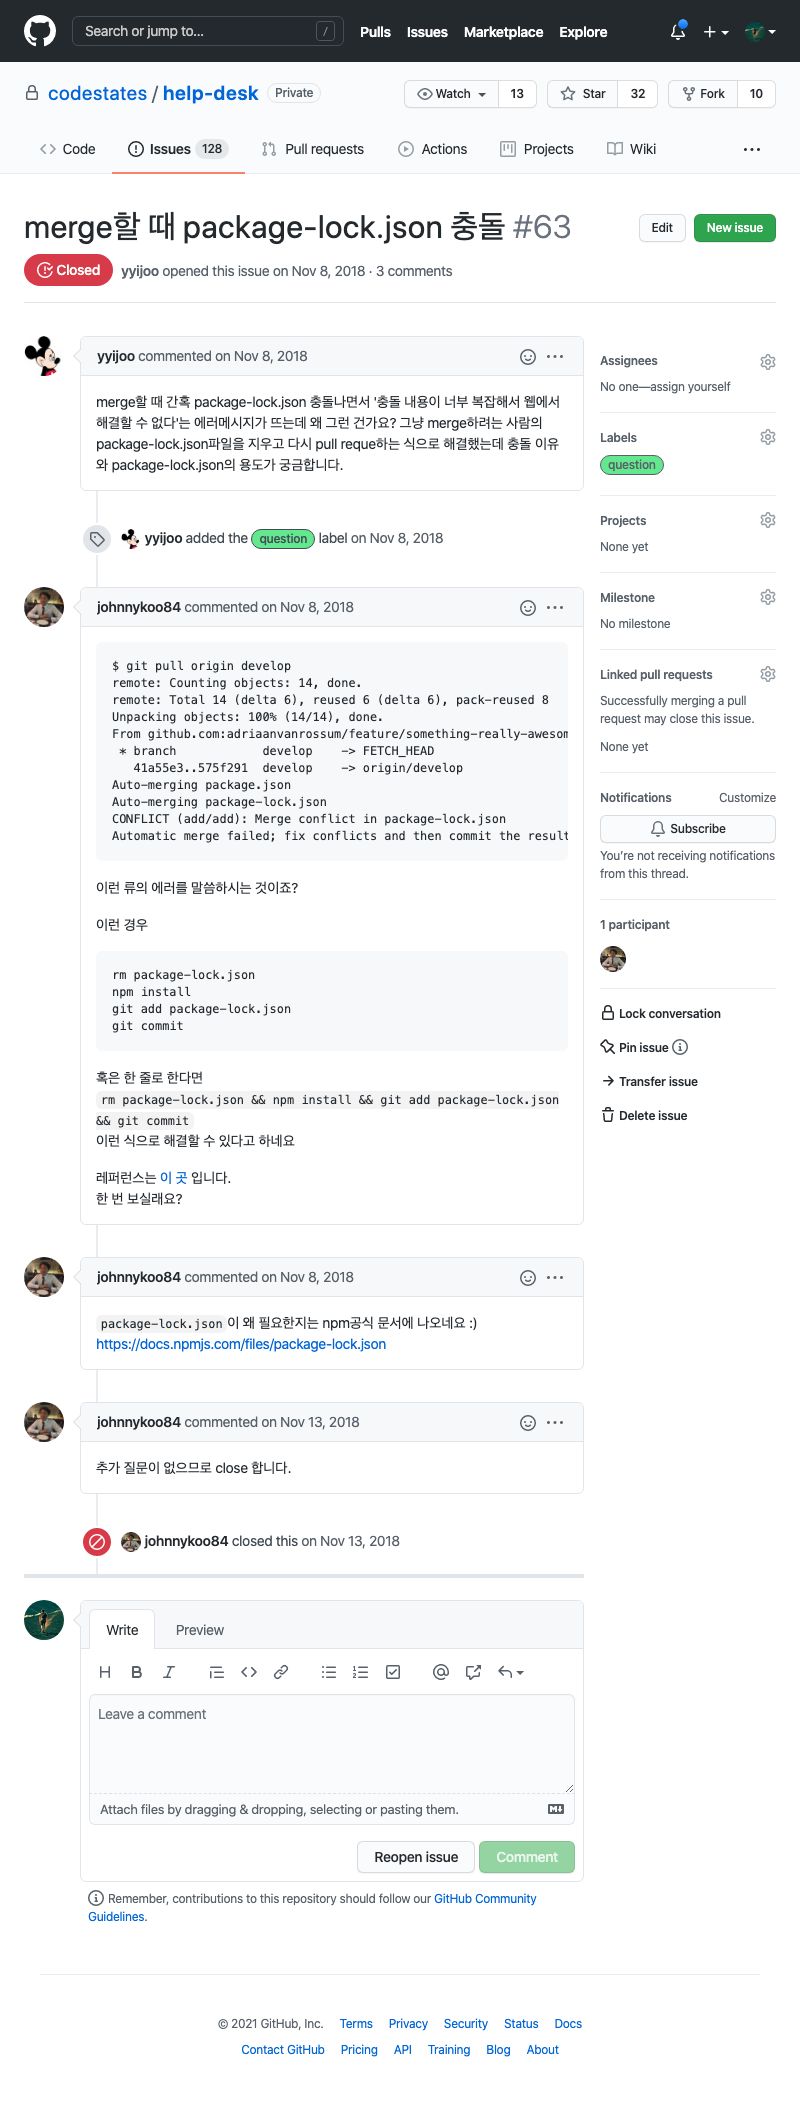 Search or jump to... /
Pulls Issues Marketplace Explore
codestates / help-desk Private
Watch 13 Star 32 Fork 10
Code Issues 128 Pull requests Actions Projects Wiki ...
merge할 때 package-lock.json 충돌 #63
Edit New issue
Closed yyijoo opened this issue on Nov 8, 2018 · 3 comments
yyijoo commented on Nov 8, 2018
merge할 때 간혹 package-lock.json 충돌나면서 '충돌 내용이 너부 복잡해서 웹에서
해결할 수 없다'는 에러메시지가 뜨는데 왜 그런 건가요? 그냥 merge하려는 사람의
package-lock.json파일을 지우고 다시 pull reque하는 식으로 해결했는데 충돌 이유
와 package-lock.json의 용도가 궁금합니다.
yyijoo added the question label on Nov 8, 2018
johnnykoo84 commented on Nov 8, 2018
$ git pull origin develop
remote: Counting objects: 14, done.
remote: Total 14 (delta 6), reused 6 (delta 6), pack-reused 8
Unpacking objects: 100% (14/14), done.
From github.com:adriaanvanrossum/feature/something-really-awesom
* branch develop -> FETCH_HEAD
41a55e3..575f291 develop -> origin/develop
Auto-merging package.json
Auto-merging package-lock.json
CONFLICT (add/add): Merge conflict in package-lock.json
Automatic merge failed; fix conflicts and then commit the result
이런 류의 에러를 말씀하시는 것이죠?
이런 경우
rm package-lock.json
npm install
git add package-lock.json
git commit
혹은 한 줄로 한다면
rm package-lock.json && npm install && git add package-lock.json
&& git commit
이런 식으로 해결할 수 있다고 하네요
레퍼런스는 이 곳 입니다.
한 번 보실래요?
johnnykoo84 commented on Nov 8, 2018
package-lock.json 이 왜 필요한지는 npm공식 문서에 나오네요 :)
https://docs.npmjs.com/files/package-lock.json
johnnykoo84 commented on Nov 13, 2018
추가 질문이 없으므로 close 합니다.
johnnykoo84 closed this on Nov 13, 2018
Assignees
No one—assign yourself
Labels
question
Projects
None yet
Milestone
No milestone
Linked pull requests
Successfully merging a pull
request may close this issue.
None yet
Notifications Customize
Subscribe
You're not receiving notifications
from this thread.
1 participant
Lock conversation
Pin issue
Transfer issue
Delete issue
Write Preview
H B I
Leave a comment
Attach files by dragging & dropping, selecting or pasting them.
Reopen issue Comment
Remember, contributions to this repository should follow our GitHub Community
Guidelines.
© 2021 GitHub, Inc. Terms Privacy Security Status Docs
Contact GitHub Pricing API Training Blog About